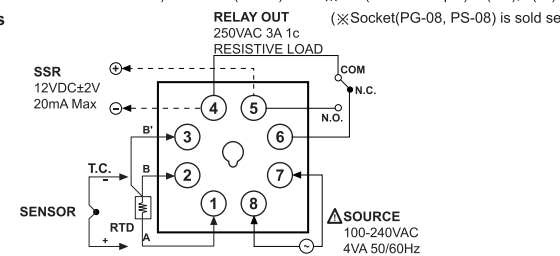 s
RELAY OUT
250VAC 3A 1c
RESISTIVE LOAD
(※Socket(PG-08, PS-08) is sold se
SSR
12VDC±2V
20mA Max
+
−
COM
N.C.
N.O.
4
5
3
6
2
7
1
8
B'
B
A
T.C.
−
+
SENSOR
RTD
~
⚠SOURCE
100-240VAC
4VA 50/60Hz